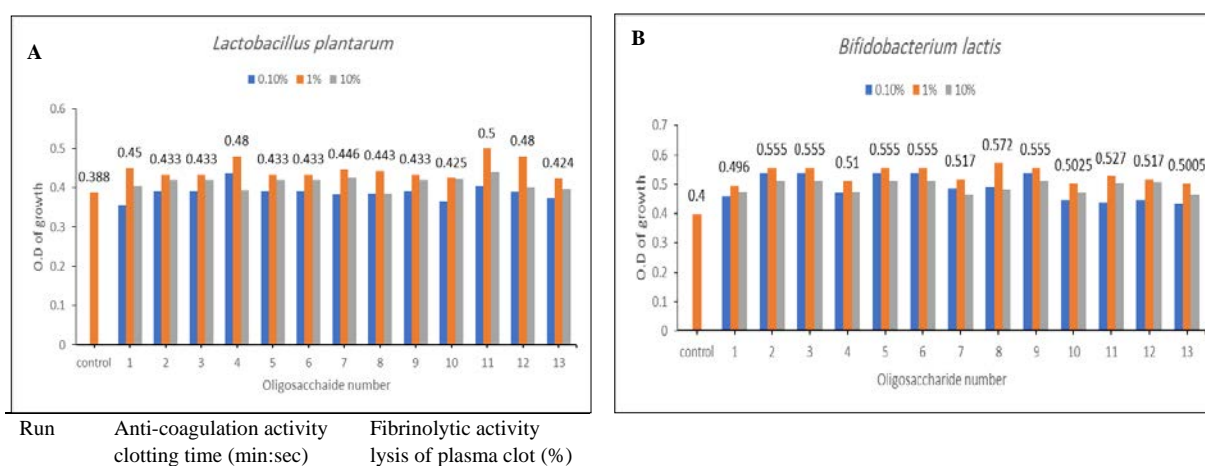 A
Lactobacillus plantarum
0.10% 1% 10%
0.6
0.5
0.4
0.3
0.2
0.1
0
O.D of growth
0.388 0.45 0.433 0.433 0.48 0.433 0.433 0.446 0.443 0.433 0.425 0.5 0.48 0.424
control 1 2 3 4 5 6 7 8 9 10 11 12 13
Oligosacchaide number
B
Bifidobacterium lactis
0.10% 1% 10%
0.7
0.6
0.5
0.4
0.3
0.2
0.1
0
O.D of growth
0.4 0.496 0.555 0.555 0.51 0.555 0.555 0.517 0.572 0.555 0.5025 0.527 0.517 0.5005
control 1 2 3 4 5 6 7 8 9 10 11 12 13
Oligosaccharide number
Run Anti-coagulation activity Fibrinolytic activity
clotting time (min:sec) lysis of plasma clot (%)